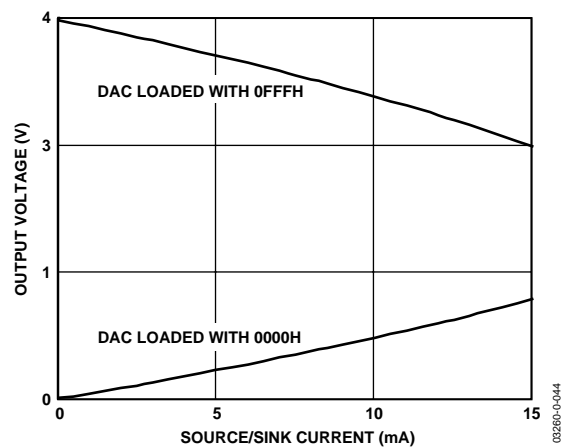 4
DAC LOADED WITH 0FFFH
3
OUTPUT VOLTAGE (V)
1
DAC LOADED WITH 0000H
0
0 5 10 15
SOURCE/SINK CURRENT (mA)
03260-0-044